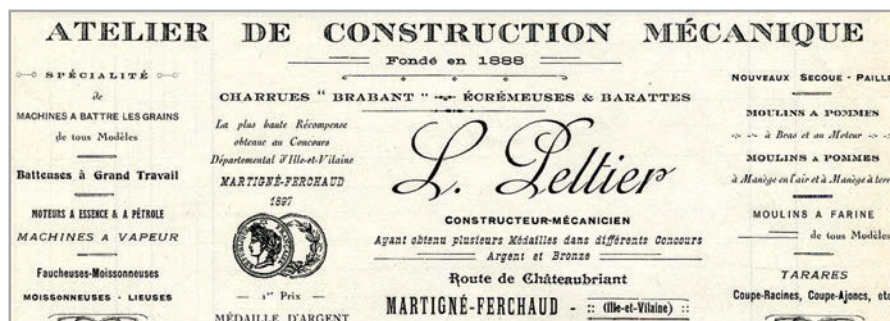 ATELIER DE CONSTRUCTION MÉCANIQUE
Fondé en 1888
CHARRUES "BRABANT" ÉCRÉMEUSES & BARATTES
SPÉCIALITÉ
de
MACHINES A BATTRE LES GRAINS
de tous Modèles
Batteuses à Grand Travail
MOTEURS A ESSENCE & A PÉTROLE
MACHINES A VAPEUR
Faucheuses-Moissonneuses
MOISSONNEUSES - LIEUSES
La plus haute Récompense
obtenue au Concours
Départemental d'Ille-et-Vilaine
MARTIGNÉ-FERCHAUD
1897
1er Prix
MÉDAILLE D'ARGENT
L. Peltier
CONSTRUCTEUR-MÉCANICIEN
Ayant obtenu plusieurs Médailles dans différents Concours
Argent et Bronze
Route de Châteaubriant
MARTIGNÉ-FERCHAUD - :: (Ille-et-Vilaine) ::
NOUVEAUX SECOUE - PAILLE
MOULINS A POMMES
à Bras et au Moteur
MOULINS A POMMES
à Manège en l'air et à Manège à terre
MOULINS A FARINE
de tous Modèles
TARARES
Coupe-Racines, Coupe-Ajoncs, etc